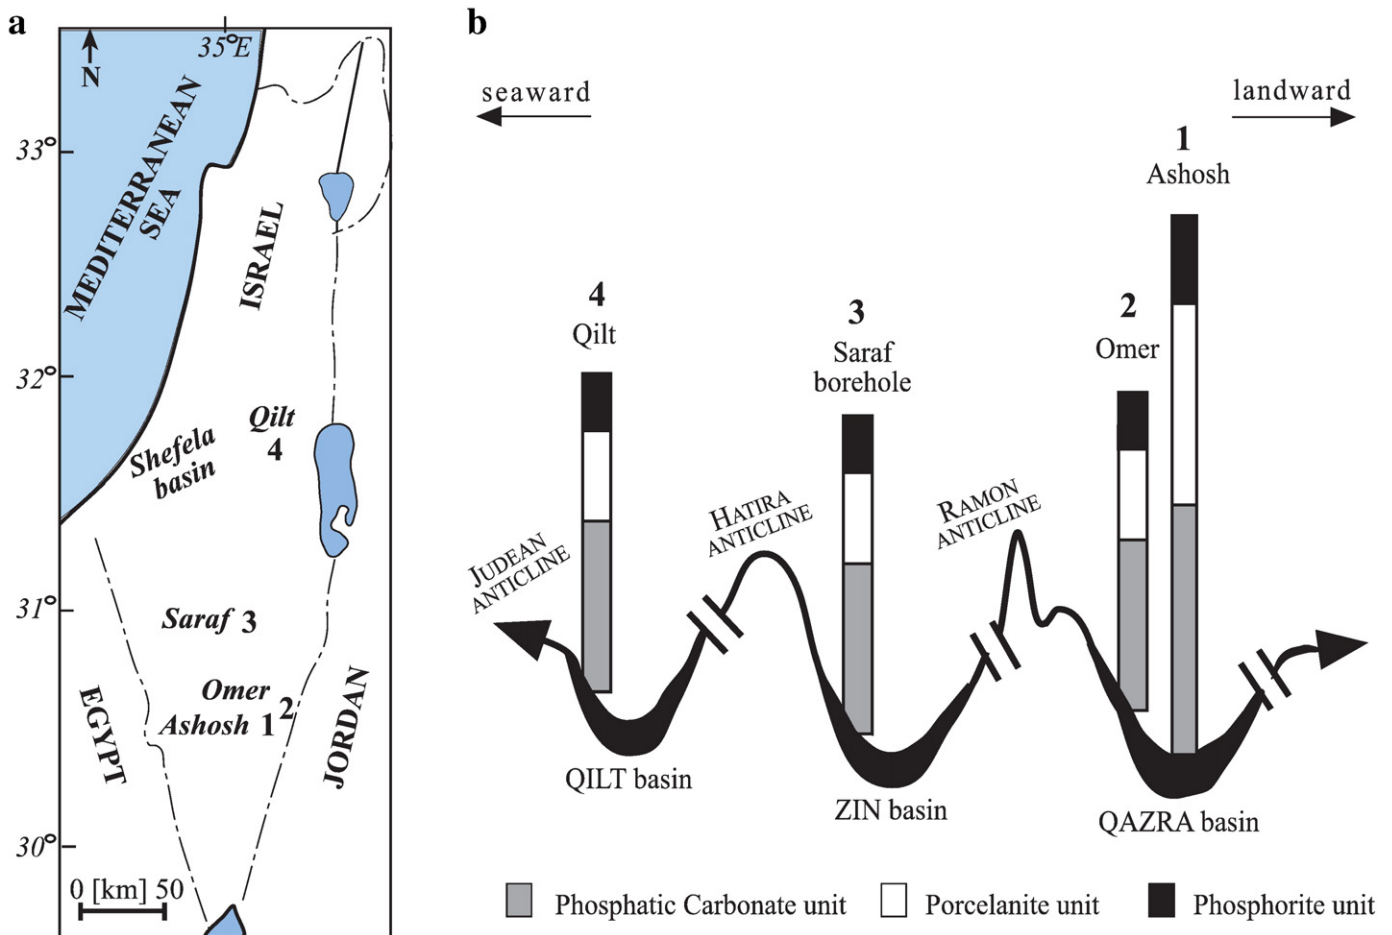 a
35°E
N
33°
MEDITERRANEAN
SEA
ISRAEL
32°
Qilt
4
Shefela
basin
31°
Saraf 3
Omer
Ashosh 1 2
EGYPT
JORDAN
30°
0 [km] 50
b
seaward
landward
1
Ashosh
4
Qilt
3
Saraf
borehole
2
Omer
JUDEAN
ANTICLINE
HATIRA
ANTICLINE
RAMON
ANTICLINE
QILT basin
ZIN basin
QAZRA basin
Phosphatic Carbonate unit
Porcelanite unit
Phosphorite unit